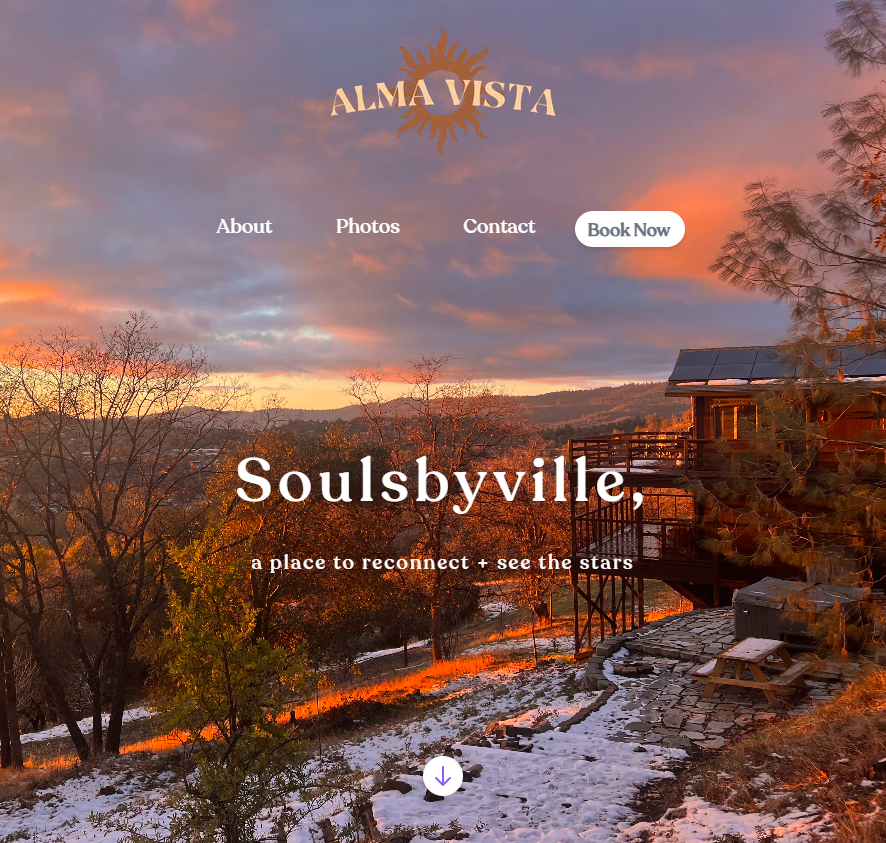 ALMA VISTA
About Photos Contact Book Now
Soulsbyville,
a place to reconnect + see the stars